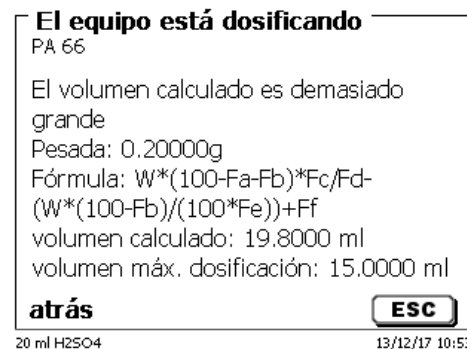 El equipo está dosificando
PA 66
El volumen calculado es demasiado
grande
Pesada: 0.20000g
Fórmula: W*(100-Fa-Fb)*Fc/Fd-
(W*(100-Fb)/(100*Fe))+Ff
volumen calculado: 19.8000 ml
volumen máx. dosificación: 15.0000 ml
atrás ESC
20 ml H2SO4 13/12/17 10:53